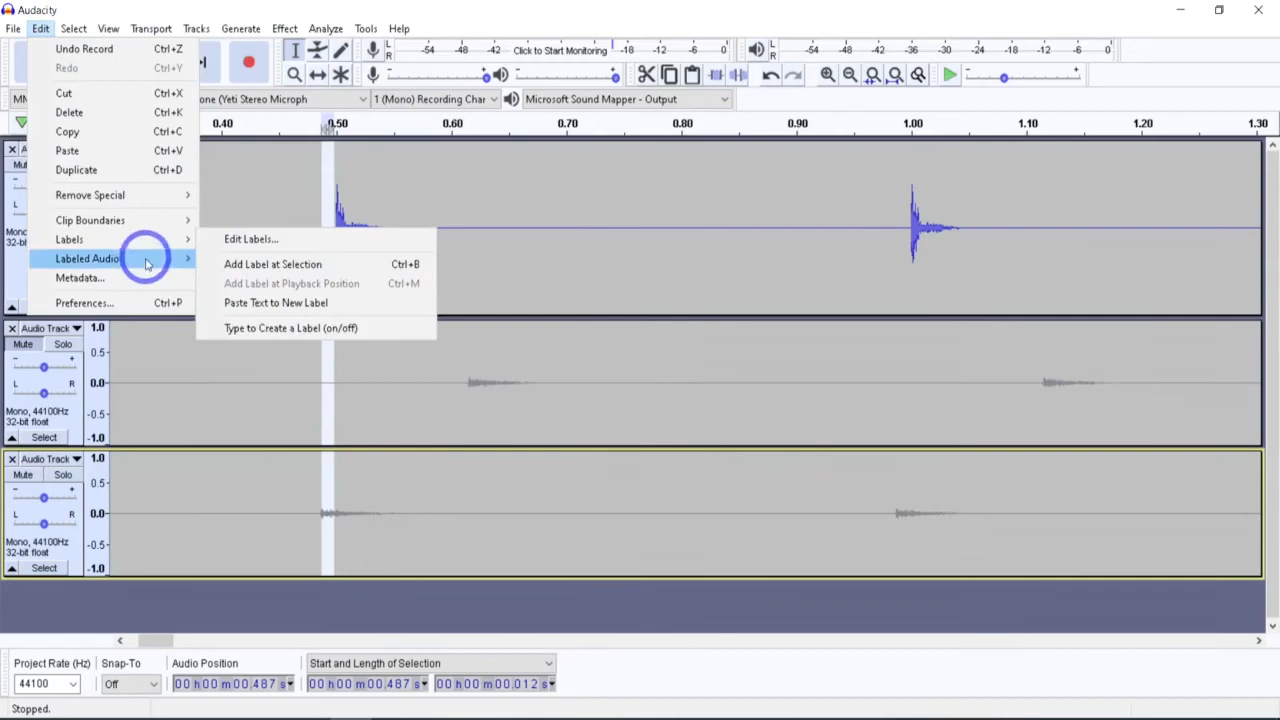 Audacity
File Edit Select View Transport Tracks Generate Effect Analyze Tools Help
Undo Record Ctrl+Z
Redo Ctrl+Y
Cut Ctrl+X
Delete Ctrl+K
Copy Ctrl+C
Paste Ctrl+V
Duplicate Ctrl+D
Remove Special
Clip Boundaries
Labels
Labeled Audio
Metadata...
Preferences... Ctrl+P
Edit Labels...
Add Label at Selection Ctrl+B
Add Label at Playback Position Ctrl+M
Paste Text to New Label
Type to Create a Label (on/off)
L R -54 -48 -42 Click to Start Monitoring -18 -12 -6 0
L R -54 -48 -42 -36 -30 -24 -18 -12 -6 0
MM
one (Yeti Stereo Microph
1 (Mono) Recording Char
Microsoft Sound Mapper - Output
0.40 0.50 0.60 0.70 0.80 0.90 1.00 1.10 1.20 1.30
A
Mu
L
Mono
32-bit
Audio Track 1.0
Mute Solo
- + 0.5
L R 0.0
Mono, 44100Hz
32-bit float -0.5
Select -1.0
Audio Track 1.0
Mute Solo
- + 0.5
L R 0.0
Mono, 44100Hz
32-bit float -0.5
Select -1.0
Project Rate (Hz) Snap-To Audio Position Start and Length of Selection
44100 Off 00 h 00 m 00.487 s 00 h 00 m 00.487 s 00 h 00 m 00.012 s
Stopped.